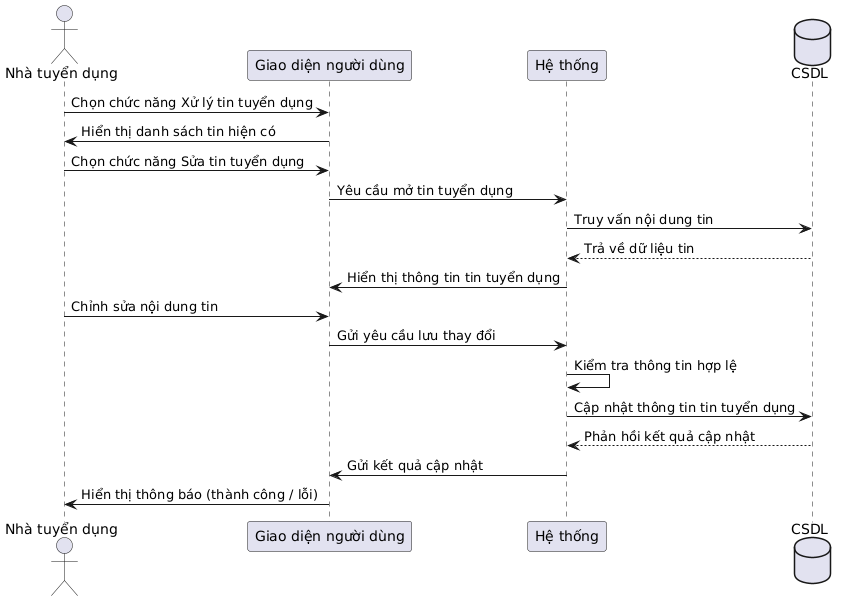 Nhà tuyển dụng
Giao diện người dùng
Hệ thống
CSDL
Chọn chức năng Xử lý tin tuyển dụng
Hiển thị danh sách tin hiện có
Chọn chức năng Sửa tin tuyển dụng
Yêu cầu mở tin tuyển dụng
Truy vấn nội dung tin
Trả về dữ liệu tin
Hiển thị thông tin tin tuyển dụng
Chỉnh sửa nội dung tin
Gửi yêu cầu lưu thay đổi
Kiểm tra thông tin hợp lệ
Cập nhật thông tin tin tuyển dụng
Phản hồi kết quả cập nhật
Gửi kết quả cập nhật
Hiển thị thông báo (thành công / lỗi)
Nhà tuyển dụng
Giao diện người dùng
Hệ thống
CSDL